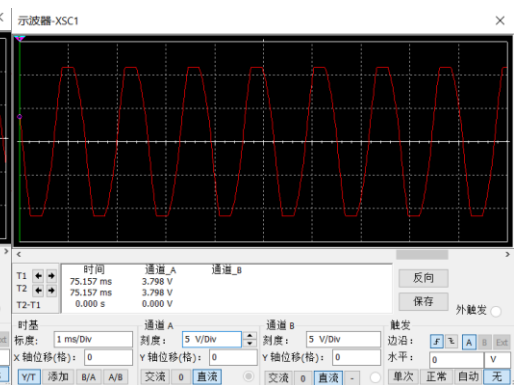 示波器-XSC1
时间 通道_A 通道_B
T1 75.157 ms 3.798 V
T2 75.157 ms 3.798 V
T2-T1 0.000 s 0.000 V
反向
保存
外触发
时基 通道 A 通道 B 触发
标度: 1 ms/Div 刻度: 5 V/Div 刻度: 5 V/Div 边沿: A B Ext
X 轴位移(格): 0 Y 轴位移(格): 0 Y 轴位移(格): 0 水平: 0 V
Y/T 添加 B/A A/B 交流 0 直流 交流 0 直流 - 单次 正常 自动 无